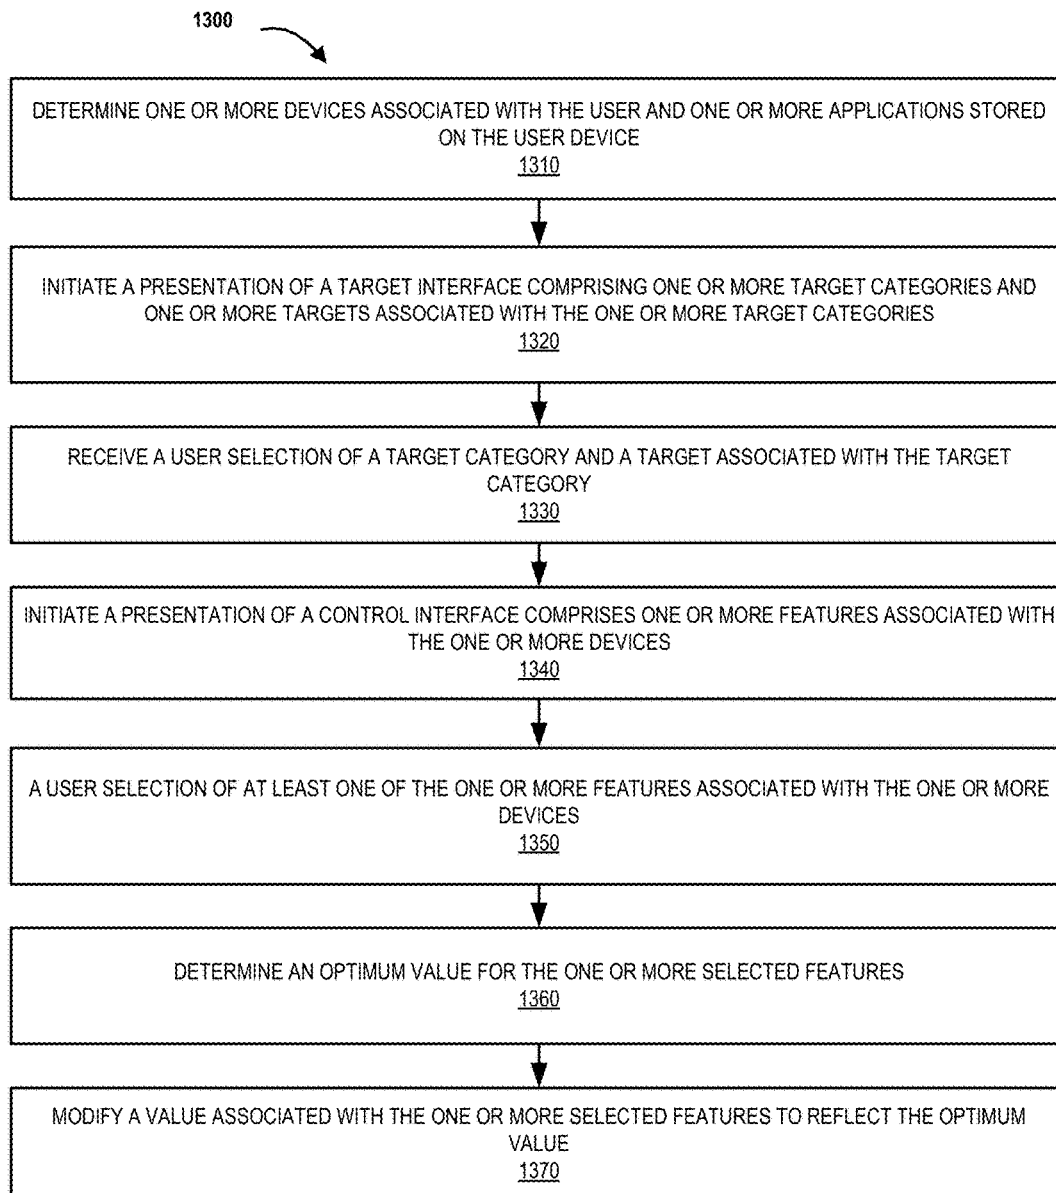 1300
DETERMINE ONE OR MORE DEVICES ASSOCIATED WITH THE USER AND ONE OR MORE APPLICATIONS STORED
ON THE USER DEVICE
1310
INITIATE A PRESENTATION OF A TARGET INTERFACE COMPRISING ONE OR MORE TARGET CATEGORIES AND
ONE OR MORE TARGETS ASSOCIATED WITH THE ONE OR MORE TARGET CATEGORIES
1320
RECEIVE A USER SELECTION OF A TARGET CATEGORY AND A TARGET ASSOCIATED WITH THE TARGET
CATEGORY
1330
INITIATE A PRESENTATION OF A CONTROL INTERFACE COMPRISES ONE OR MORE FEATURES ASSOCIATED WITH
THE ONE OR MORE DEVICES
1340
A USER SELECTION OF AT LEAST ONE OF THE ONE OR MORE FEATURES ASSOCIATED WITH THE ONE OR MORE
DEVICES
1350
DETERMINE AN OPTIMUM VALUE FOR THE ONE OR MORE SELECTED FEATURES
1360
MODIFY A VALUE ASSOCIATED WITH THE ONE OR MORE SELECTED FEATURES TO REFLECT THE OPTIMUM
VALUE
1370